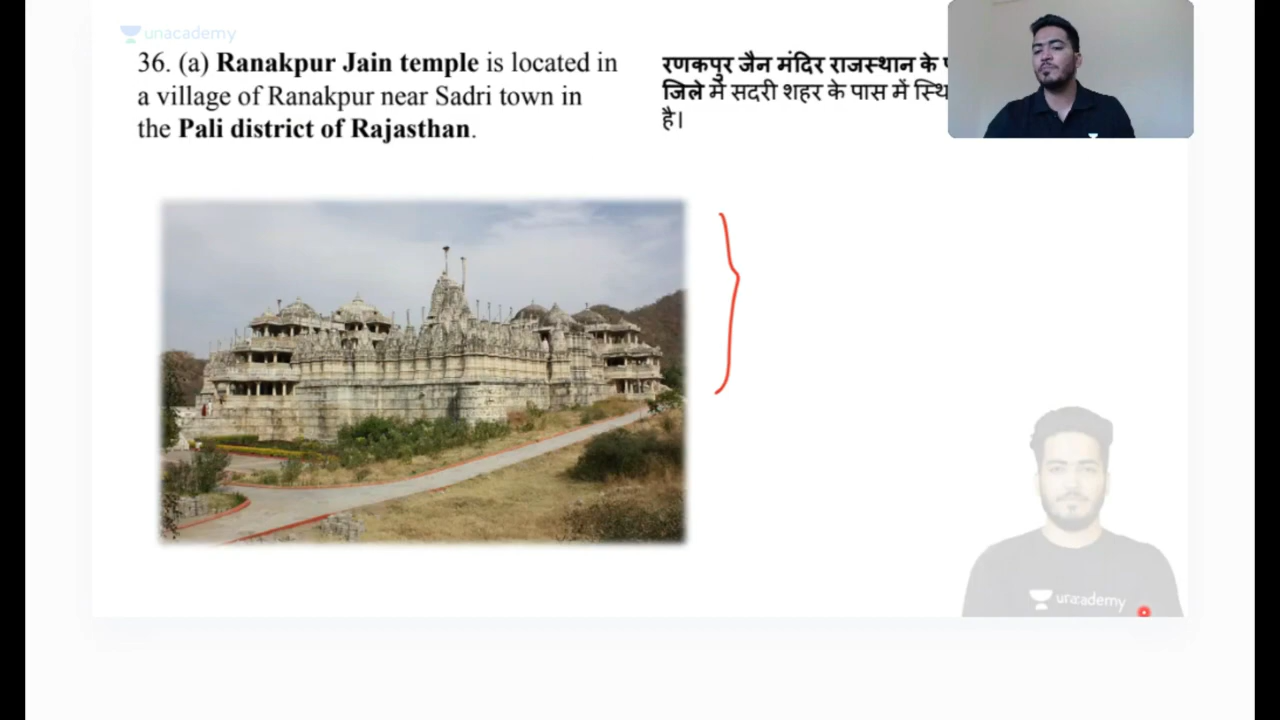 unacademy
36. (a) Ranakpur Jain temple is located in
a village of Ranakpur near Sadri town in
the Pali district of Rajasthan.
रणकपुर जैन मंदिर राजस्थान के
जिले में सदरी शहर के पास में
है।
unacademy